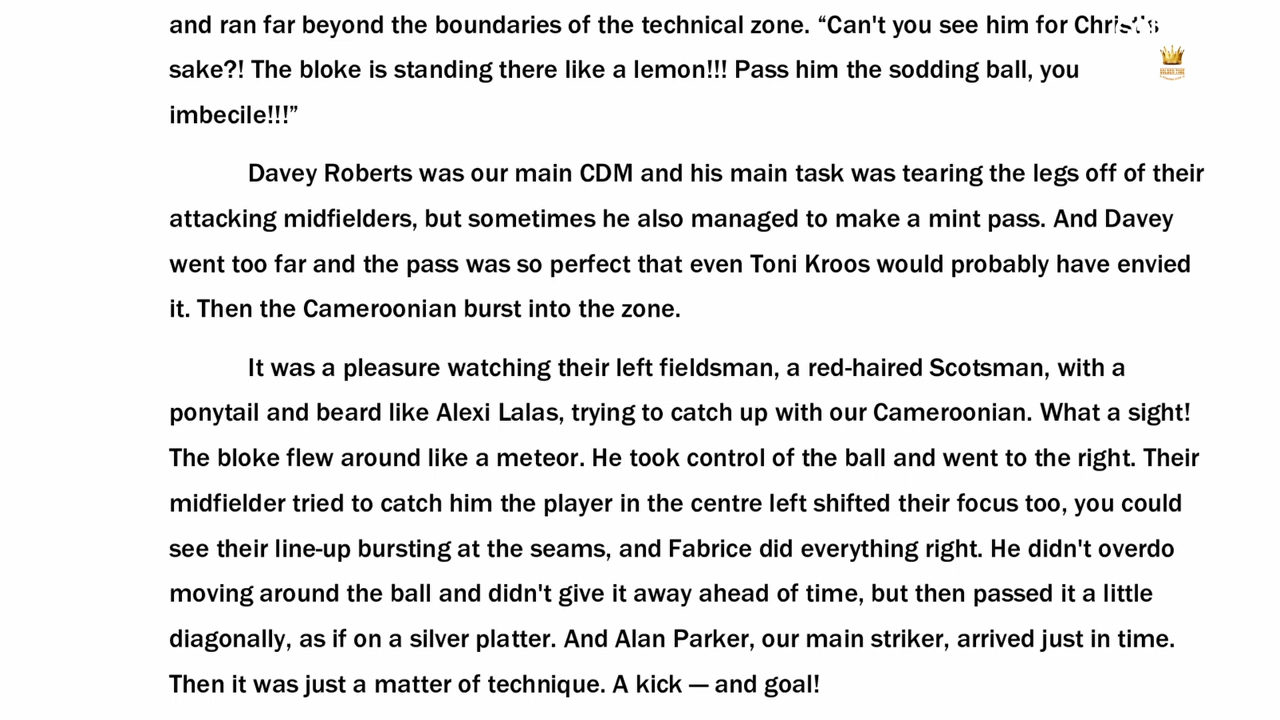 and ran far beyond the boundaries of the technical zone. “Can't you see him for
sake?! The bloke is standing there like a lemon!!! Pass him the sodding ball, you
imbecile!!!”
Davey Roberts was our main CDM and his main task was tearing the legs off of their
attacking midfielders, but sometimes he also managed to make a mint pass. And Davey
went too far and the pass was so perfect that even Toni Kroos would probably have envied
it. Then the Cameroonian burst into the zone.
It was a pleasure watching their left fieldsman, a red-haired Scotsman, with a
ponytail and beard like Alexi Lalas, trying to catch up with our Cameroonian. What a sight!
The bloke flew around like a meteor. He took control of the ball and went to the right. Their
midfielder tried to catch him the player in the centre left shifted their focus too, you could
see their line-up bursting at the seams, and Fabrice did everything right. He didn't overdo
moving around the ball and didn't give it away ahead of time, but then passed it a little
diagonally, as if on a silver platter. And Alan Parker, our main striker, arrived just in time.
Then it was just a matter of technique. A kick — and goal!